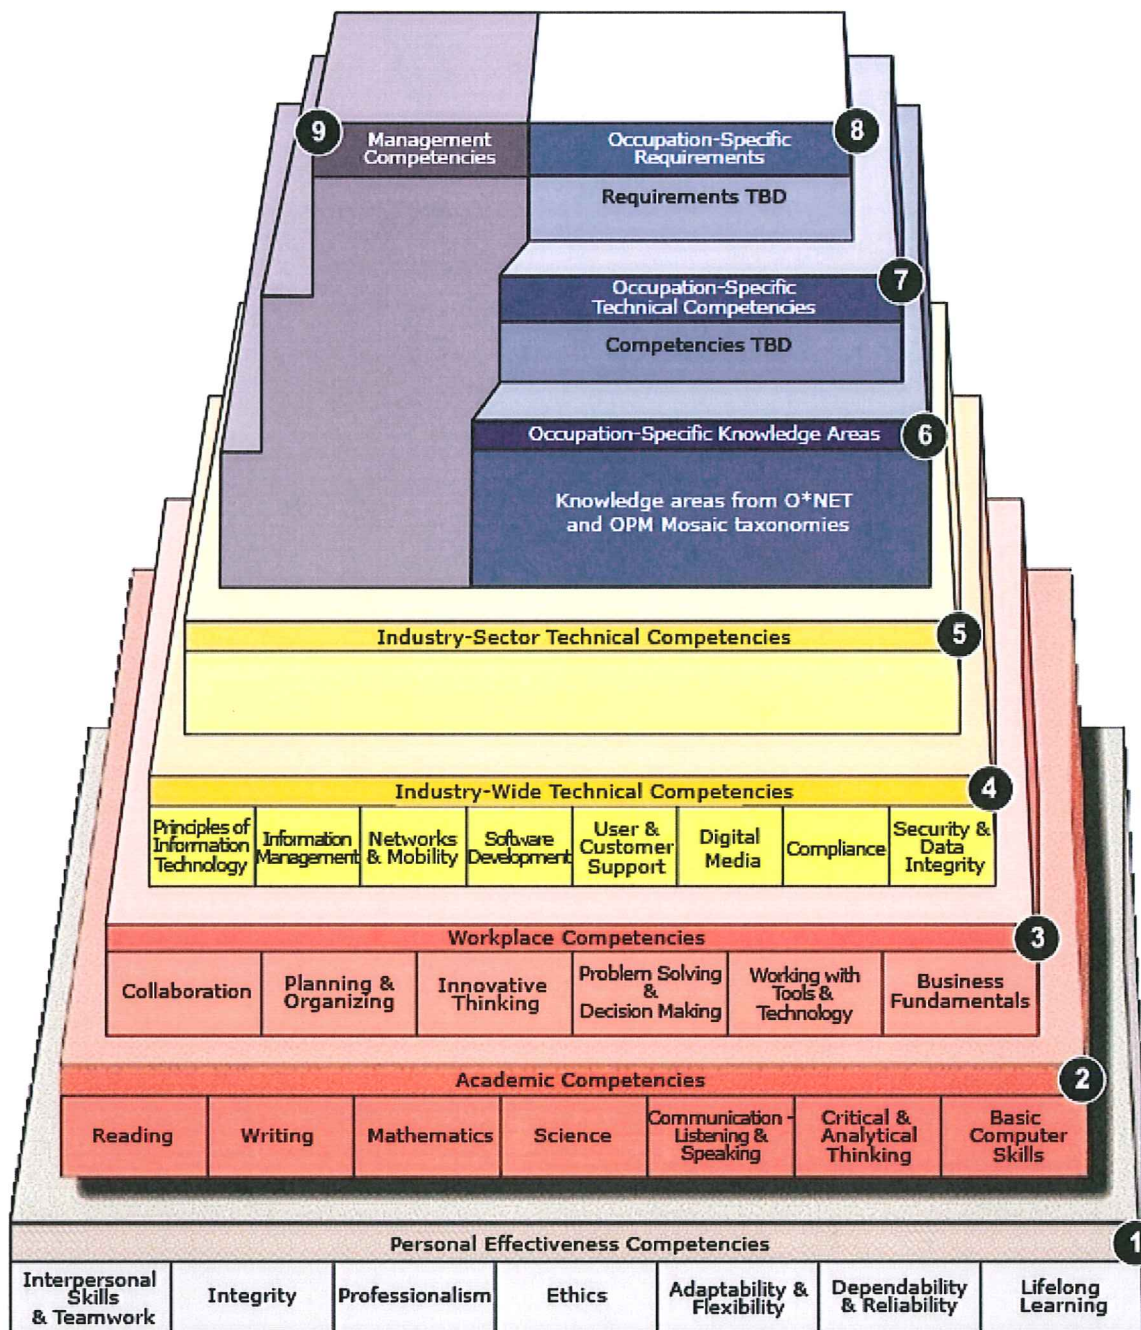 9
Management
Competencies
Occupation-Specific
Requirements
8
Requirements TBD
7
Occupation-Specific
Technical Competencies
Competencies TBD
Occupation-Specific Knowledge Areas
6
Knowledge areas from O*NET
and OPM Mosaic taxonomies
Industry-Sector Technical Competencies
5
Industry-Wide Technical Competencies
4
Principles of
Information
Technology
Information
Management
Networks
& Mobility
Software
Development
User &
Customer
Support
Digital
Media
Compliance
Security &
Data
Integrity
Workplace Competencies
3
Collaboration
Planning &
Organizing
Innovative
Thinking
Problem Solving
&
Decision Making
Working with
Tools &
Technology
Business
Fundamentals
Academic Competencies
2
Reading
Writing
Mathematics
Science
Communication -
Listening &
Speaking
Critical &
Analytical
Thinking
Basic
Computer
Skills
Personal Effectiveness Competencies
1
Interpersonal
Skills
& Teamwork
Integrity
Professionalism
Ethics
Adaptability &
Flexibility
Dependability
& Reliability
Lifelong
Learning